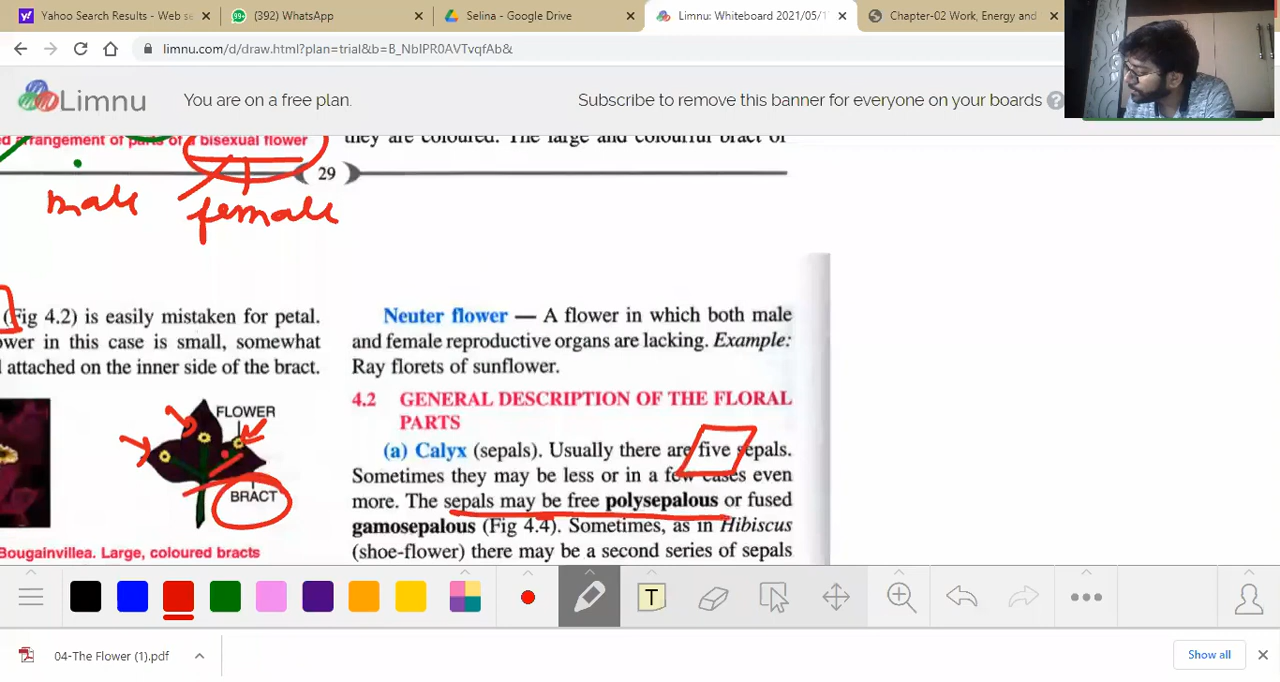 Yahoo Search Results - Web se
(392) WhatsApp
Selina - Google Drive
Limnu: Whiteboard 2021/05/1
Chapter-02 Work, Energy and
99+
limnu.com/d/draw.html?plan=trial&b=B_NbIPR0AVTvqfAb&
Limnu
You are on a free plan.
Subscribe to remove this banner for everyone on your boards
ed arrangement of parts of a bisexual flower
29
male
female
they are coloured. The large and colourful bract of
(Fig 4.2) is easily mistaken for petal.
ower in this case is small, somewhat
d attached on the inner side of the bract.
FLOWER
BRACT
Bougainvillea. Large, coloured bracts
Neuter flower — A flower in which both male
and female reproductive organs are lacking. Example:
Ray florets of sunflower.
4.2 GENERAL DESCRIPTION OF THE FLORAL
PARTS
(a) Calyx (sepals). Usually there are five sepals.
Sometimes they may be less or in a few cases even
more. The sepals may be free polysepalous or fused
gamosepalous (Fig 4.4). Sometimes, as in Hibiscus
(shoe-flower) there may be a second series of sepals
T
04-The Flower (1).pdf
Show all